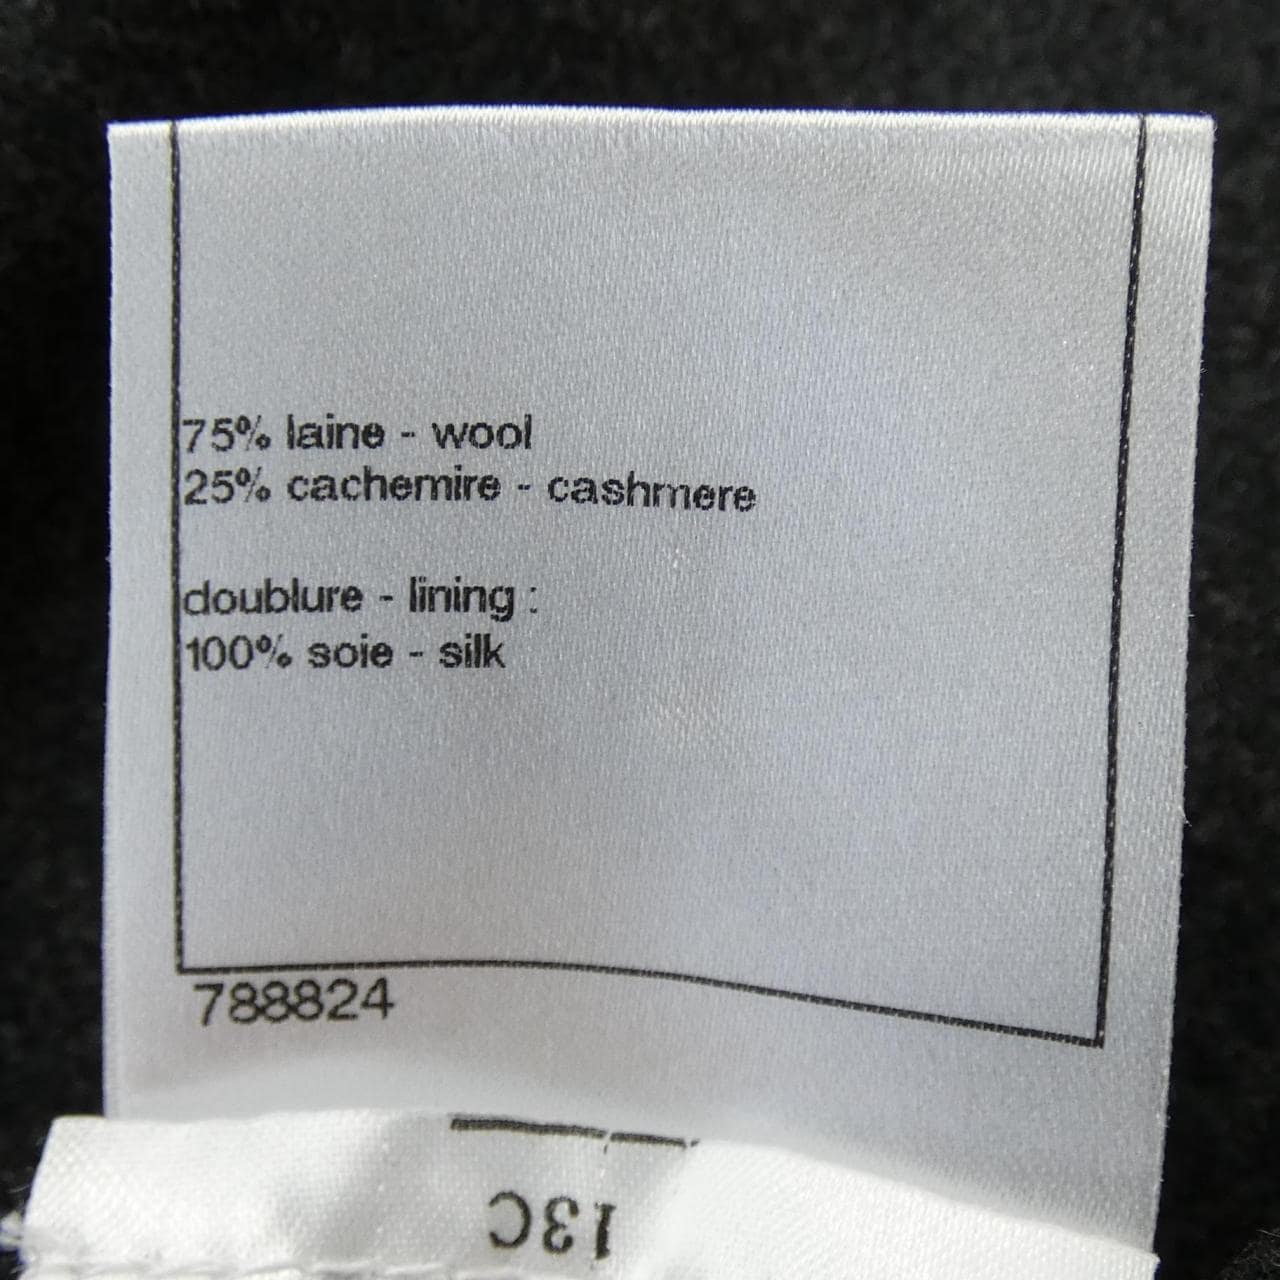 75% laine - wool
25% cachemire - cashmere
doublure - lining :
100% soie - silk
788824
13C